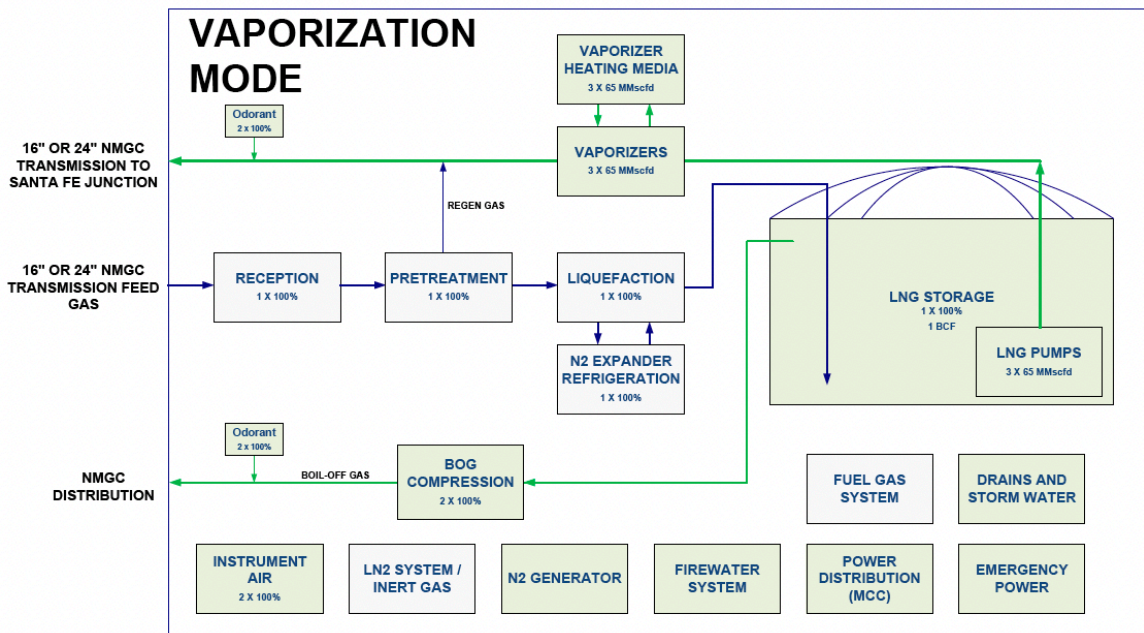 VAPORIZATION
MODE
VAPORIZER
HEATING MEDIA
3 X 65 MMscfd
Odorant
2 x 100%
16" OR 24" NMGC
TRANSMISSION TO
SANTA FE JUNCTION
VAPORIZERS
3 X 65 MMscfd
REGEN GAS
16" OR 24" NMGC
TRANSMISSION FEED
GAS
RECEPTION
1 X 100%
PRETREATMENT
1 X 100%
LIQUEFACTION
1 X 100%
LNG STORAGE
1 X 100%
1 BCF
LNG PUMPS
3 X 65 MMscfd
N2 EXPANDER
REFRIGERATION
1 X 100%
Odorant
2 x 100%
NMGC
DISTRIBUTION
BOIL-OFF GAS
BOG
COMPRESSION
2 X 100%
FUEL GAS
SYSTEM
DRAINS AND
STORM WATER
INSTRUMENT
AIR
2 X 100%
LN2 SYSTEM /
INERT GAS
N2 GENERATOR
FIREWATER
SYSTEM
POWER
DISTRIBUTION
(MCC)
EMERGENCY
POWER